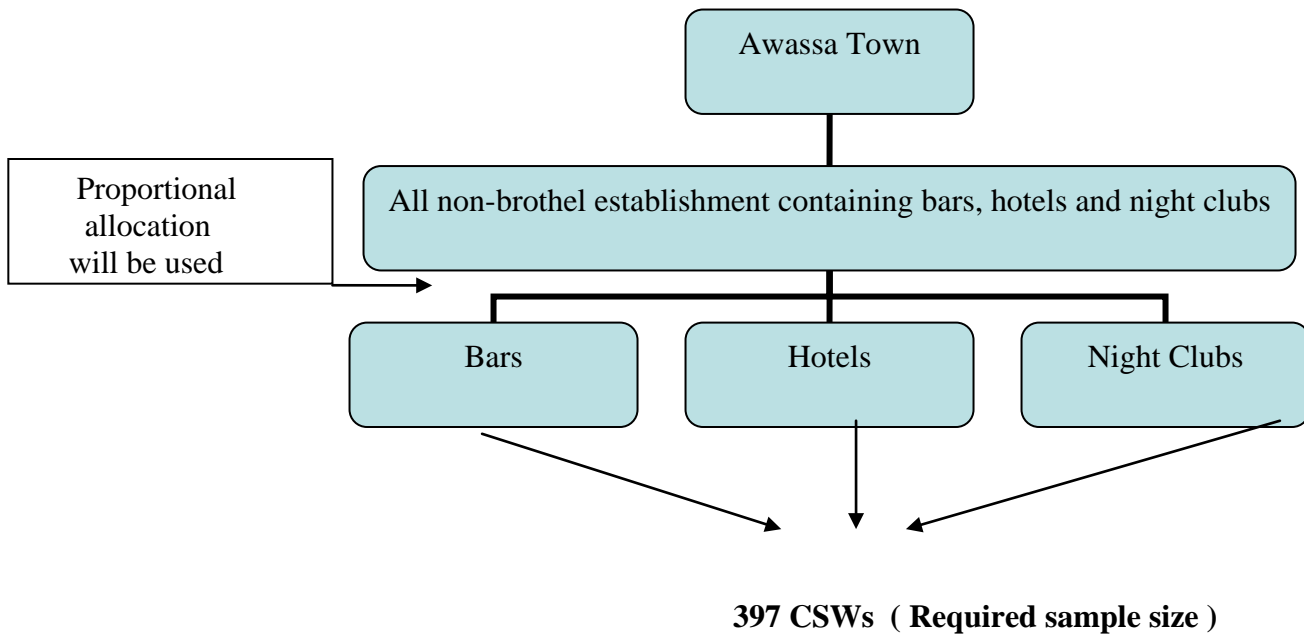 Awassa Town
Proportional
allocation
will be used
All non-brothel establishment containing bars, hotels and night clubs
Bars
Hotels
Night Clubs
397 CSWs ( Required sample size )